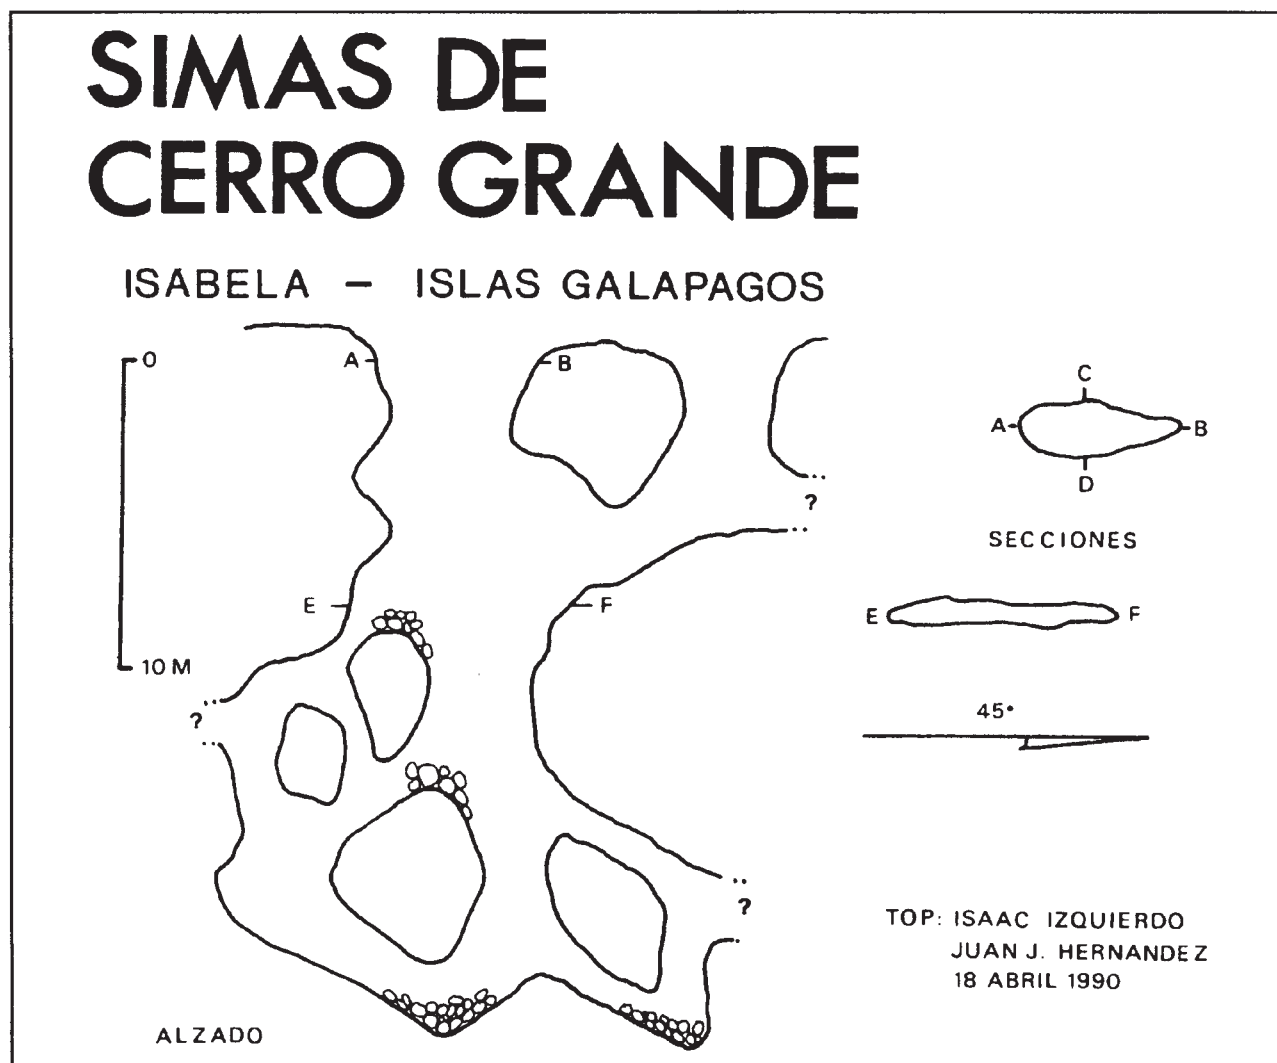 SIMAS DE
CERRO GRANDE
ISABELA – ISLAS GALAPAGOS
0
A
B
C
A
B
D
?
SECCIONES
E
F
E
F
10 M
?
45°
?
TOP: ISAAC IZQUIERDO
JUAN J. HERNANDEZ
18 ABRIL 1990
ALZADO